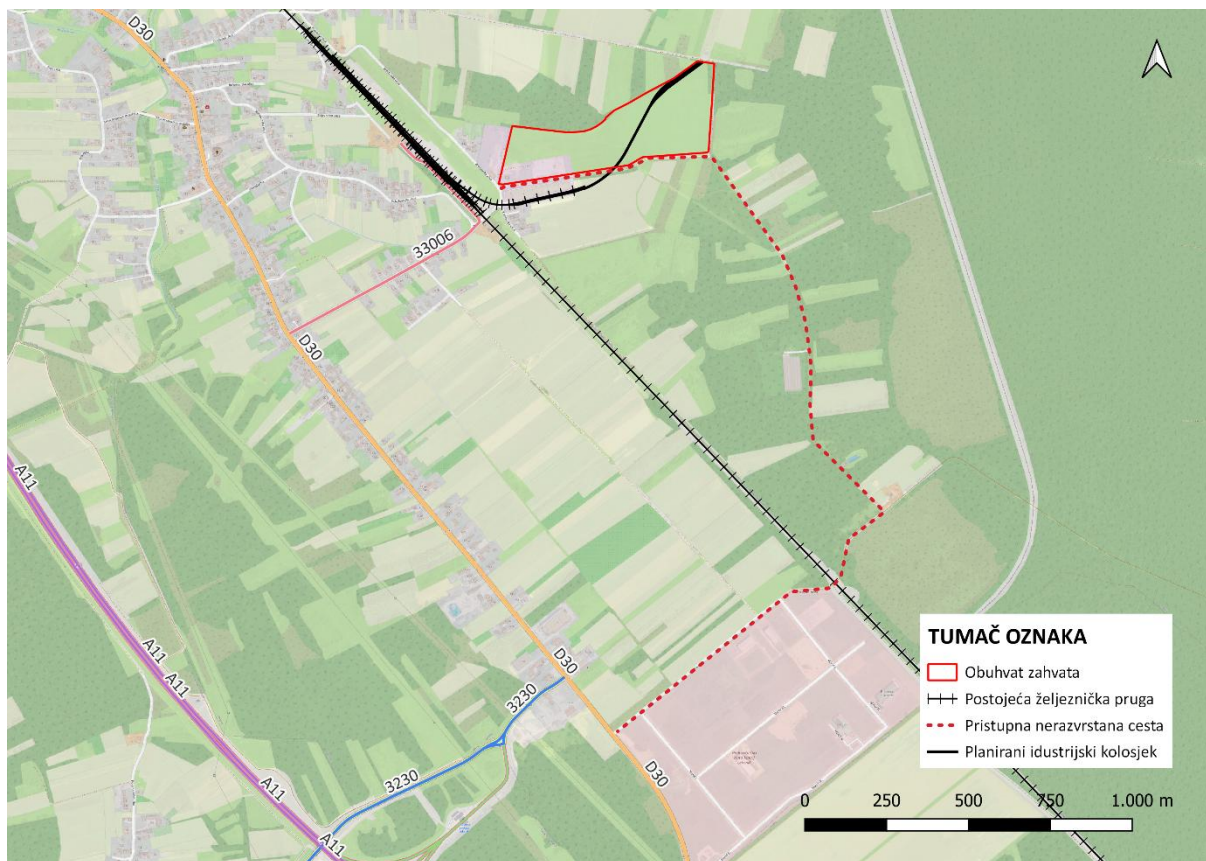 D30
33006
D30
A11
A11
D30
3230
3230
A11
D30
A11
A11
TUMAČ OZNAKA
Obuhvat zahvata
Postojeća željeznička pruga
Pristupna nerazvrstana cesta
Planirani idustrijski kolosjek
0 250 500 750 1.000 m